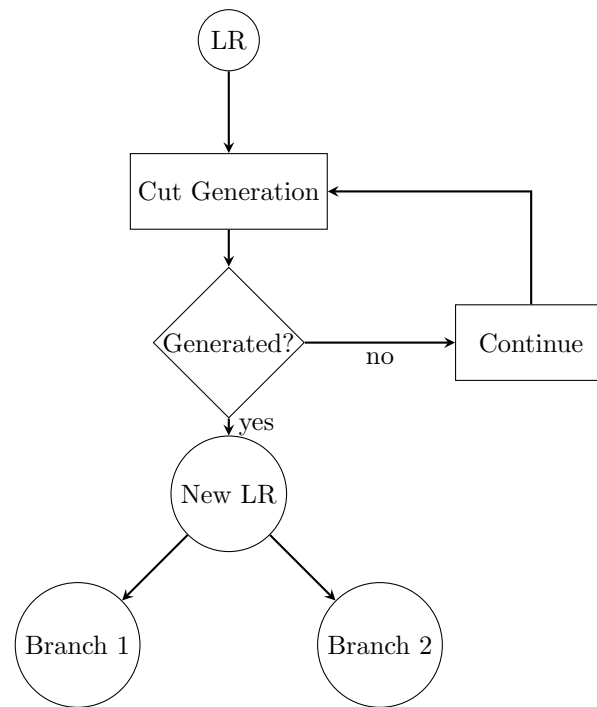 LR
Cut Generation
Generated?
no
Continue
yes
New LR
Branch 1
Branch 2